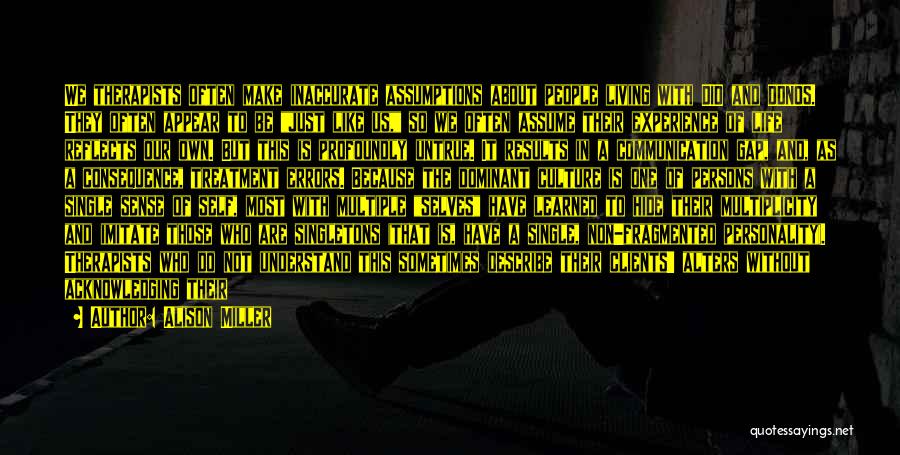 We therapists often make inaccurate assumptions about people living with DID and DDNOS.
They often appear to be "just like us," so we often assume their experience of life
reflects our own. But this is profoundly untrue. It results in a communication gap, and, as
a consequence, treatment errors. Because the dominant culture is one of persons with a
single sense of self, most with multiple "selves" have learned to hide their multiplicity
and imitate those who are singletons (that is, have a single, non-fragmented personality).
Therapists who do not understand this sometimes describe their clients' alters without
acknowledging their
Author: Alison Miller
quotessayings.net